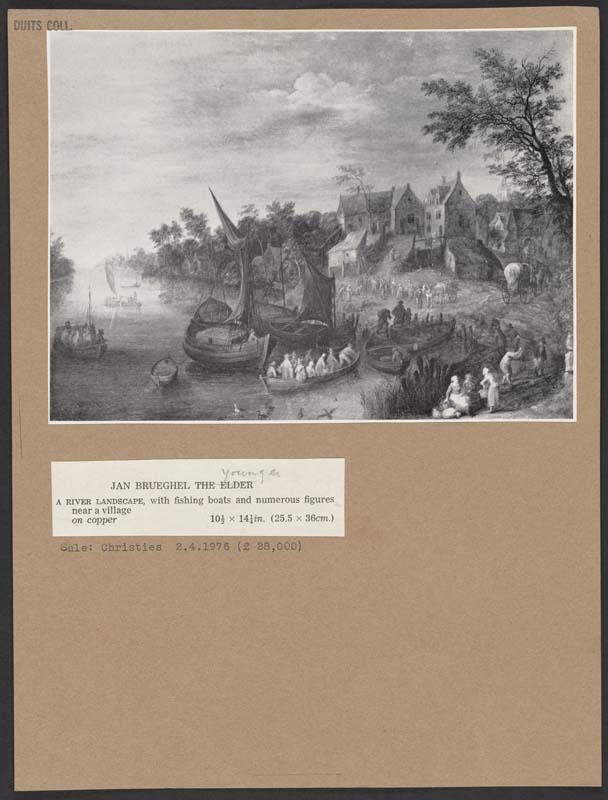 DUITS COLL.
Younger
JAN BRUEGHEL THE ELDER
A RIVER LANDSCAPE, with fishing boats and numerous figures
near a village
on copper 10½ × 14¼in. (25.5 × 36cm.)
Sale: Christies 2.4.1976 (£ 28,000)